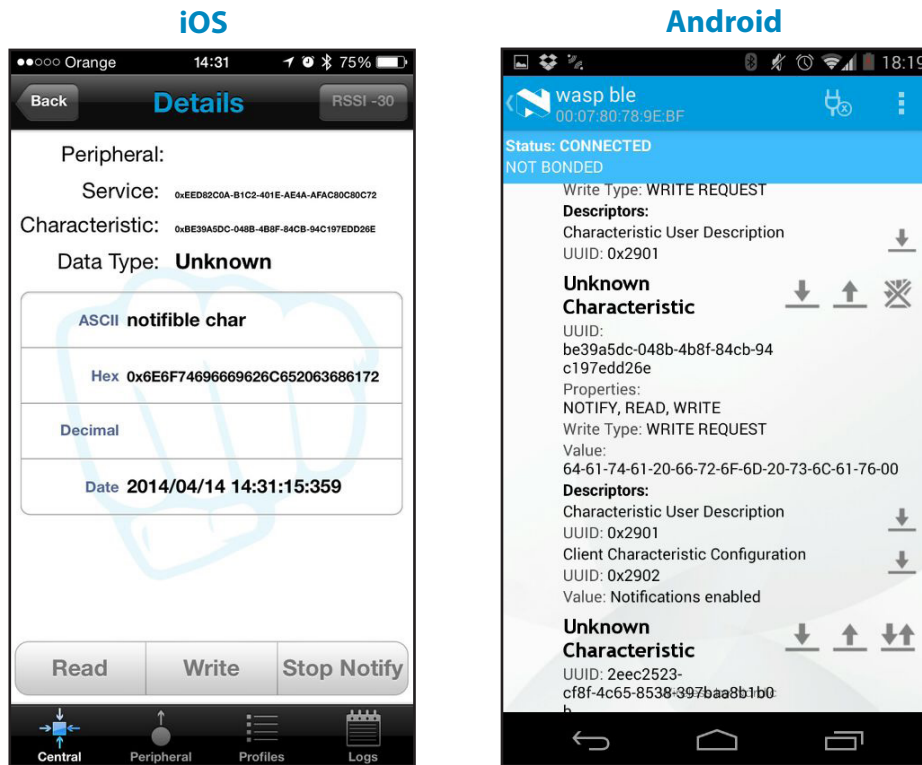 iOS
Orange 14:31 75%
Back Details RSSI -30
Peripheral:
Service: 0xEED82C0A-B1C2-401E-AE4A-AFAC80C80C72
Characteristic: 0xBE39A5DC-048B-4B8F-84CB-94C197EDD26E
Data Type: Unknown
ASCII notifible char
Hex 0x6E6F74696669626C652063686172
Decimal
Date 2014/04/14 14:31:15:359
Read Write Stop Notify
Central Peripheral Profiles Logs
Android
18:19
wasp ble
00:07:80:78:9E:BF
Status: CONNECTED
NOT BONDED
Write Type: WRITE REQUEST
Descriptors:
Characteristic User Description
UUID: 0x2901
Unknown
Characteristic
UUID:
be39a5dc-048b-4b8f-84cb-94
c197edd26e
Properties:
NOTIFY, READ, WRITE
Write Type: WRITE REQUEST
Value:
64-61-74-61-20-66-72-6F-6D-20-73-6C-61-76-00
Descriptors:
Characteristic User Description
UUID: 0x2901
Client Characteristic Configuration
UUID: 0x2902
Value: Notifications enabled
Unknown
Characteristic
UUID: 2eec2523-
cf8f-4c65-8538-397baa8b1b0